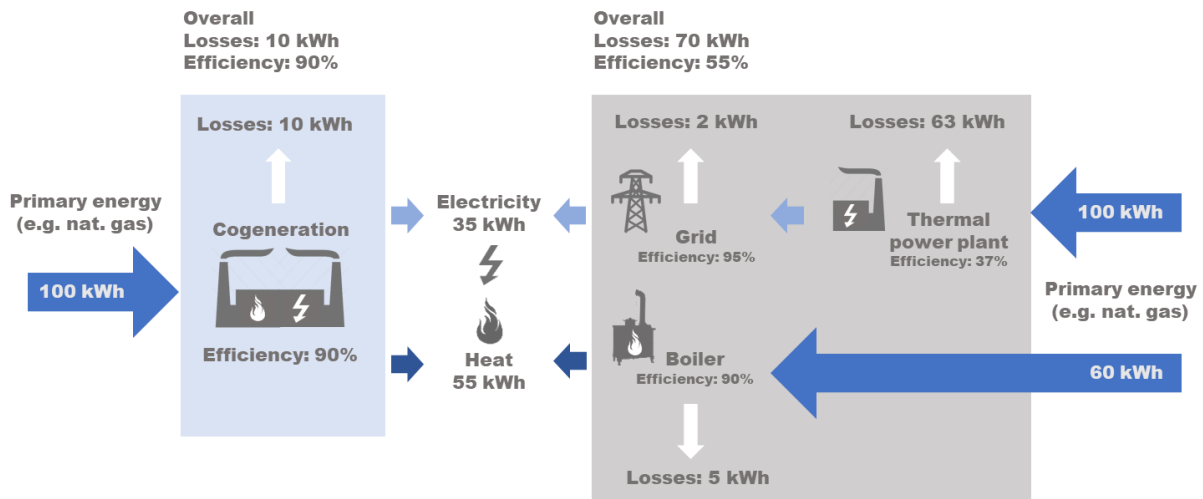 Overall
Losses: 10 kWh
Efficiency: 90%
Overall
Losses: 70 kWh
Efficiency: 55%
Losses: 10 kWh
Losses: 2 kWh
Losses: 63 kWh
Primary energy
(e.g. nat. gas)
100 kWh
Cogeneration
Efficiency: 90%
Electricity
35 kWh
Heat
55 kWh
Grid
Efficiency: 95%
Thermal
power plant
Efficiency: 37%
100 kWh
Primary energy
(e.g. nat. gas)
Boiler
Efficiency: 90%
60 kWh
Losses: 5 kWh